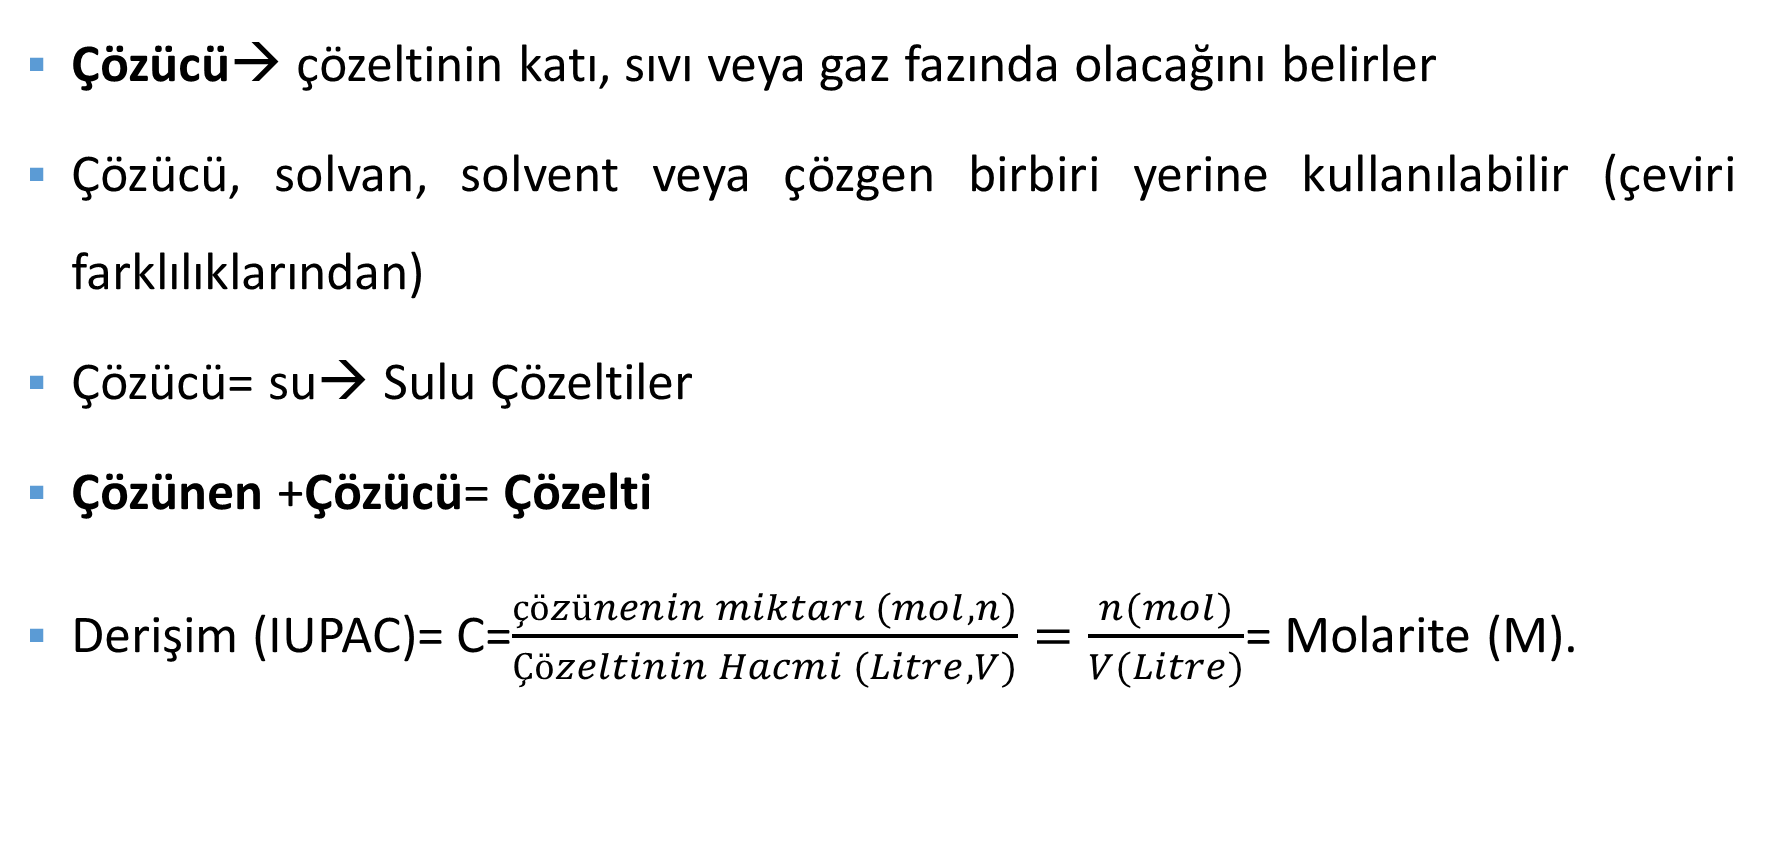 ▪ Çözücü→ çözeltinin katı, sıvı veya gaz fazında olacağını belirler
▪ Çözücü, solvan, solvent veya çözgen birbiri yerine kullanılabilir (çeviri
farklılıklarından)
▪ Çözücü= su→ Sulu Çözeltiler
▪ Çözünen +Çözücü= Çözelti
▪ Derişim (IUPAC)= C=çözünenin miktarı (mol,n)/Çözeltinin Hacmi (Litre,V) = n(mol)/V(Litre)= Molarite (M).